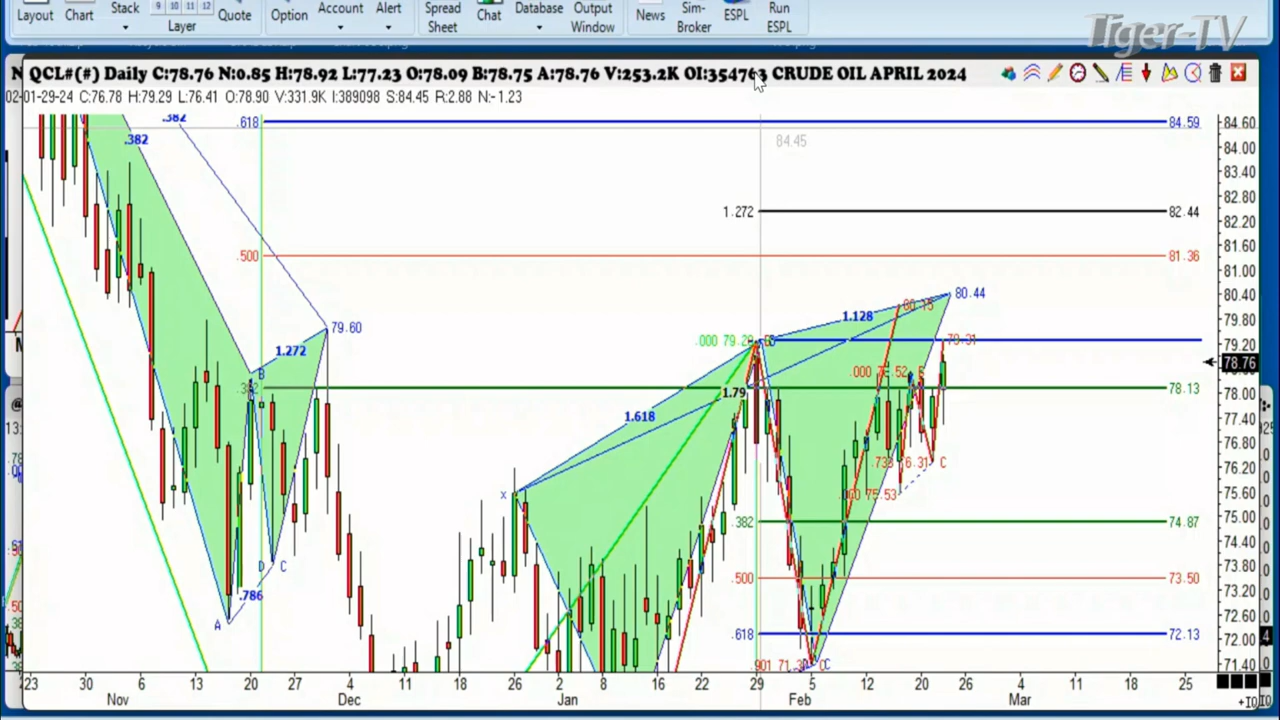 Layout
Chart
Stack
9 10 11 12
Layer
Quote
Option
Account
Alert
Spread
Sheet
Chat
Database
Output
Window
News
Sim-
Broker
ESPL
Run
ESPL
Tiger-TV
QCL#(#) Daily C:78.76 N:0.85 H:78.92 L:77.23 O:78.09 B:78.75 A:78.76 V:253.2K OI:354763 CRUDE OIL APRIL 2024
02-01-29-24 C:76.78 H:79.29 L:76.41 O:78.90 V:331.9K I:389098 S:84.45 R:2.88 N:-1.23
.382
.382
.618
84.59
84.45
1.272
82.44
.500
81.36
80.44
1.128
79.60
1.272
B
78.13
1.79
1.618
x
C
.382
74.87
.500
73.50
D
C
.786
A
.618
72.13
C
84.60
84.00
83.40
82.80
82.20
81.60
81.00
80.40
79.80
79.20
78.76
78.00
77.40
76.80
76.20
75.60
75.00
74.40
73.80
73.20
72.60
72.00
71.40
23
30
6
13
20
27
4
11
18
26
2
8
16
22
29
5
12
20
26
4
11
18
25
Nov
Dec
Jan
Feb
Mar